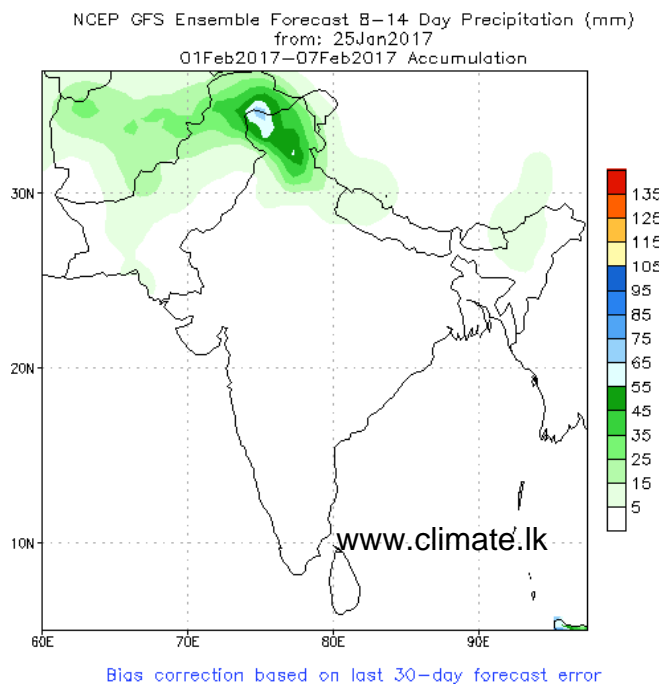 NCEP GFS Ensemble Forecast 8-14 Day Precipitation (mm)
from: 25Jan2017
01Feb2017-07Feb2017 Accumulation
30N
20N
10N
60E
70E
80E
90E
135
125
115
105
95
85
75
65
55
45
35
25
15
5
www.climate.lk
Bias correction based on last 30-day forecast error